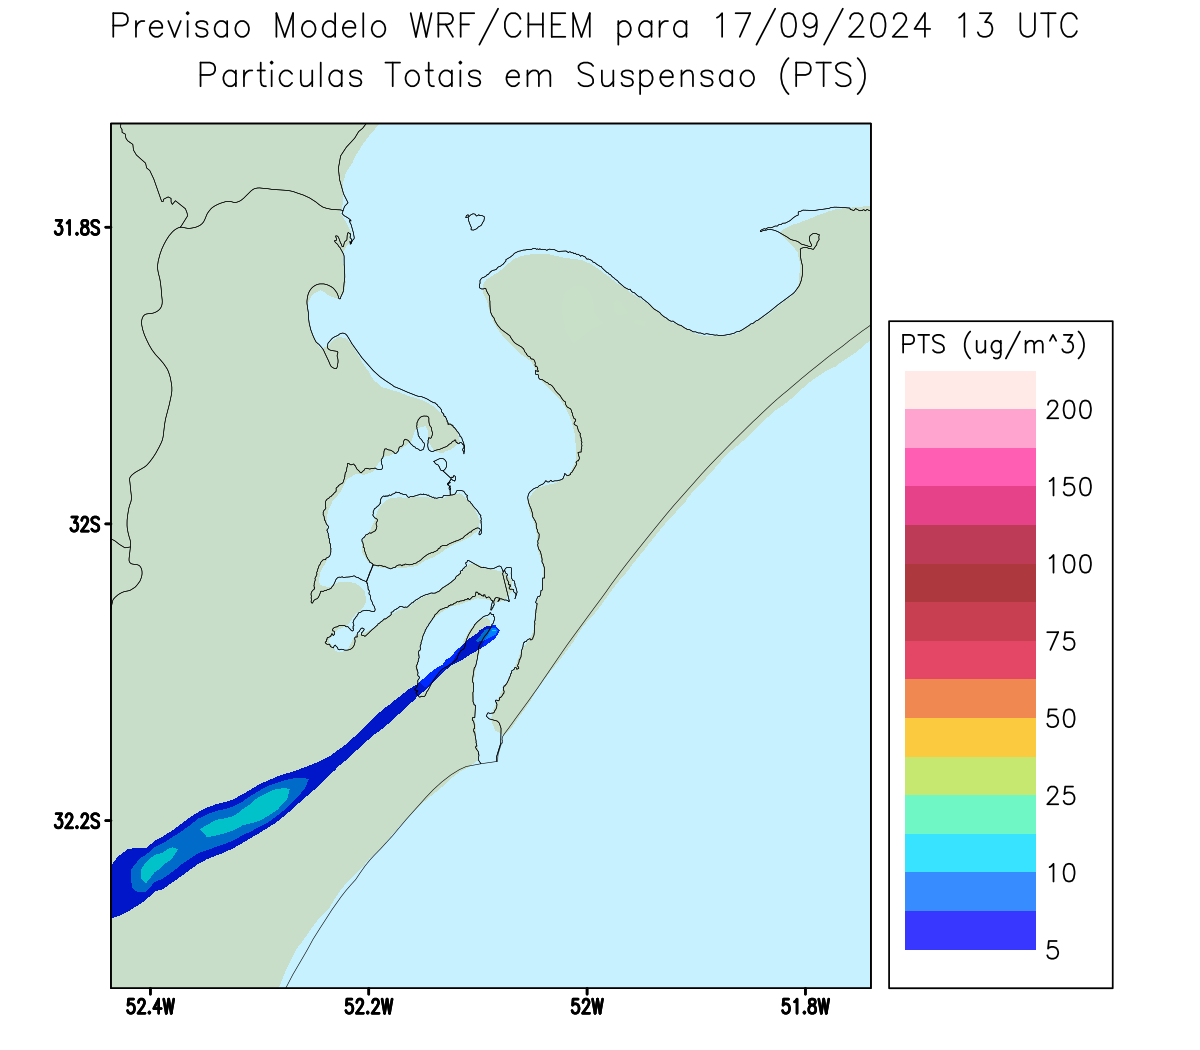 Previsao Modelo WRF/CHEM para 17/09/2024 13 UTC
Particulas Totais em Suspensao (PTS)
31.8S
32S
32.2S
52.4W
52.2W
52W
51.8W
PTS (ug/m^3)
200
150
100
75
50
25
10
5